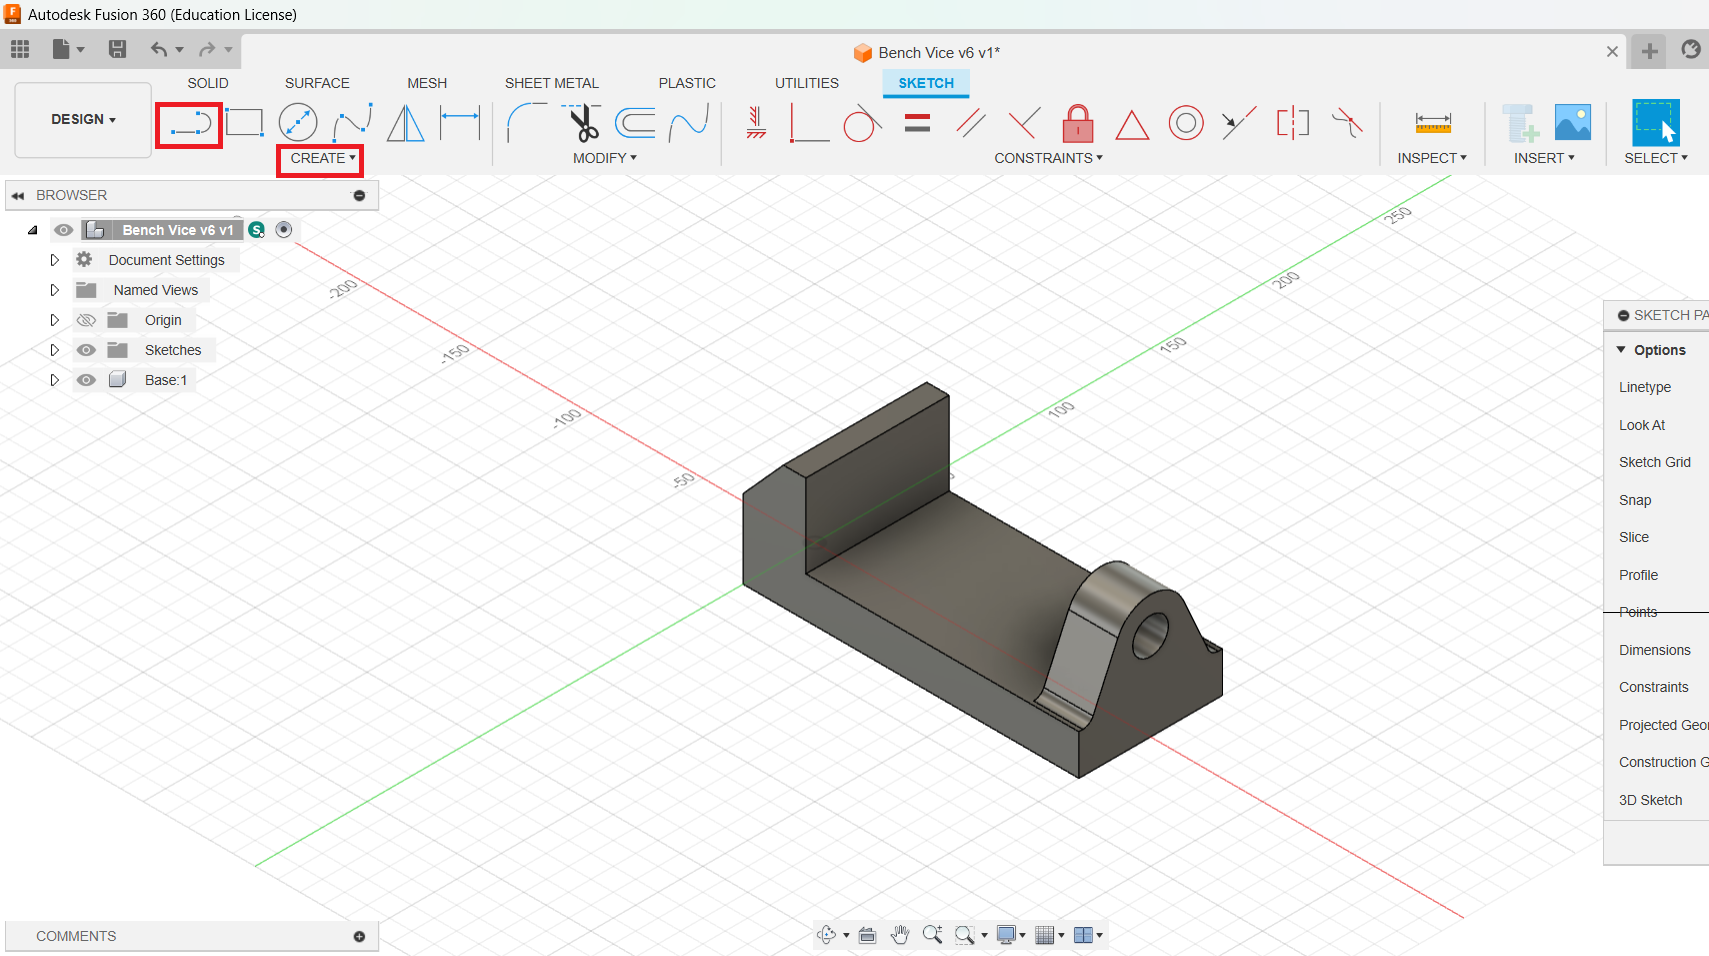 Autodesk Fusion 360 (Education License)
Bench Vice v6 v1*
SOLID SURFACE MESH SHEET METAL PLASTIC UTILITIES SKETCH
DESIGN
CREATE MODIFY CONSTRAINTS INSPECT INSERT SELECT
BROWSER
Bench Vice v6 v1 S
Document Settings
Named Views
Origin
Sketches
Base:1
-200
-150
-100
-50
100
150
200
250
SKETCH PA
Options
Linetype
Look At
Sketch Grid
Snap
Slice
Profile
Points
Dimensions
Constraints
Projected Geo
Construction G
3D Sketch
COMMENTS